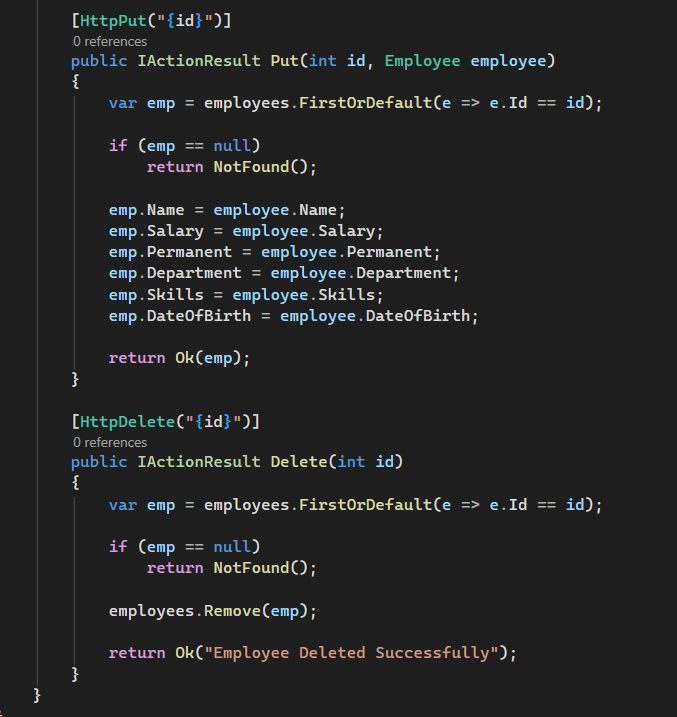 [HttpPut("{id}")]
0 references
public IActionResult Put(int id, Employee employee)
{
var emp = employees.FirstOrDefault(e => e.Id == id);
if (emp == null)
return NotFound();
emp.Name = employee.Name;
emp.Salary = employee.Salary;
emp.Permanent = employee.Permanent;
emp.Department = employee.Department;
emp.Skills = employee.Skills;
emp.DateOfBirth = employee.DateOfBirth;
return Ok(emp);
}
[HttpDelete("{id}")]
0 references
public IActionResult Delete(int id)
{
var emp = employees.FirstOrDefault(e => e.Id == id);
if (emp == null)
return NotFound();
employees.Remove(emp);
return Ok("Employee Deleted Successfully");
}
}